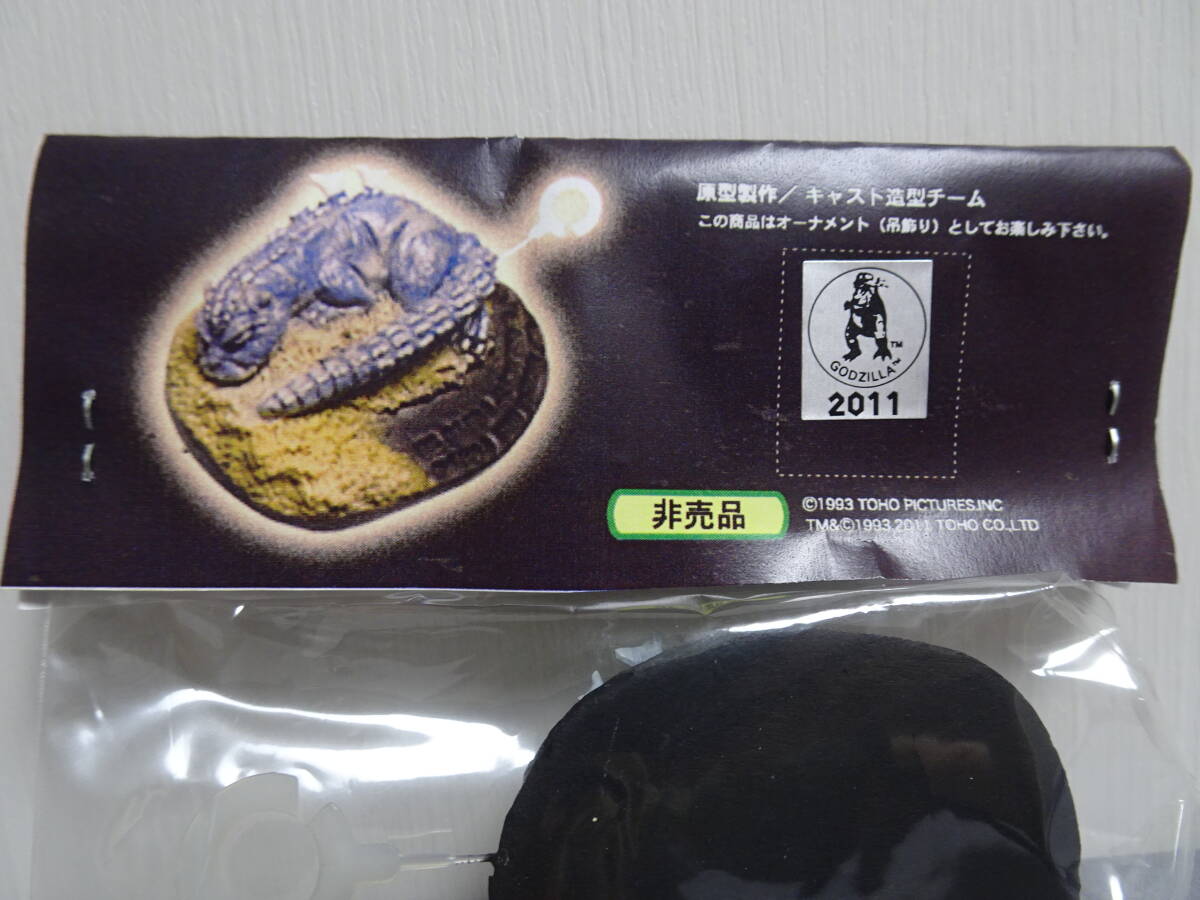 原型製作／キャスト造型チーム
この商品はオーナメント（吊飾り）としてお楽しみ下さい。
TM
GODZILLA™
2011
非売品
©1993 TOHO PICTURES.INC
TM&©1993,2011 TOHO CO.,LTD